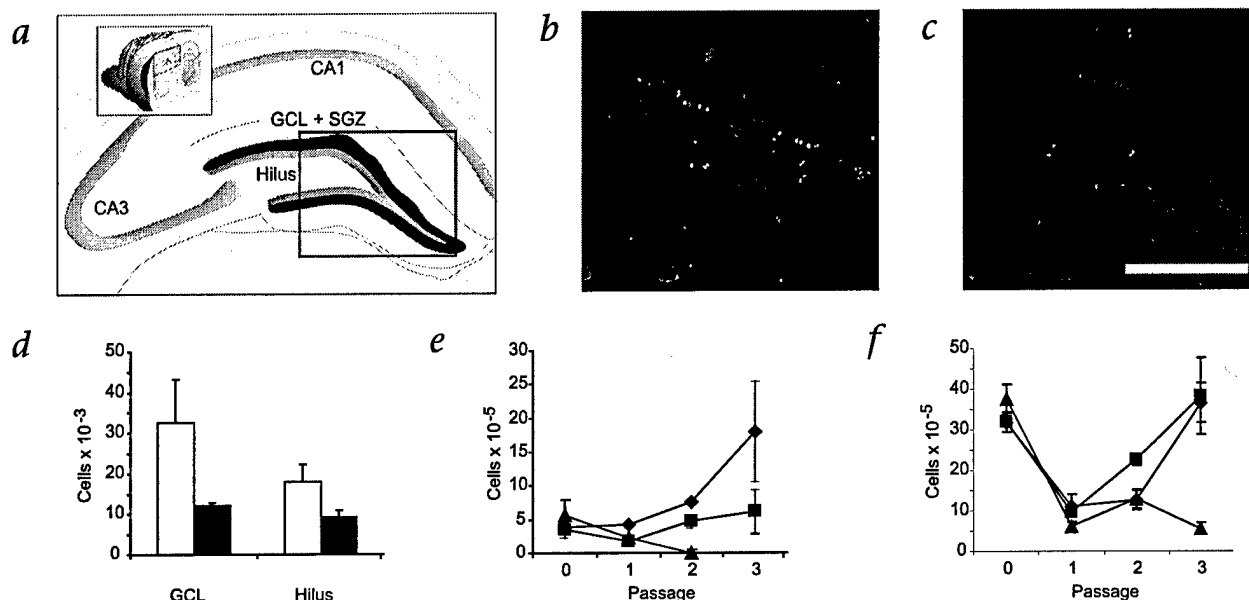 a
CA1
GCL + SGZ
Hilus
CA3
b
c
d
50
40
30
20
10
0
Cells x 10⁻³
GCL
Hilus
e
30
25
20
15
10
5
0
Cells x 10⁻⁵
0 1 2 3
Passage
f
50
40
30
20
10
0
Cells x 10⁻⁵
0 1 2 3
Passage